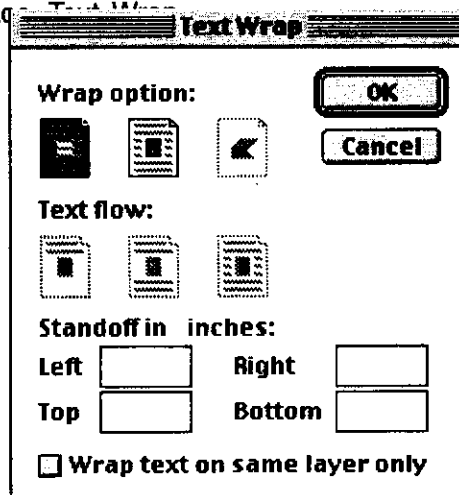 Text Wrap
Wrap option:
OK
Cancel
Text flow:
Standoff in inches:
Left
Right
Top
Bottom
Wrap text on same layer only